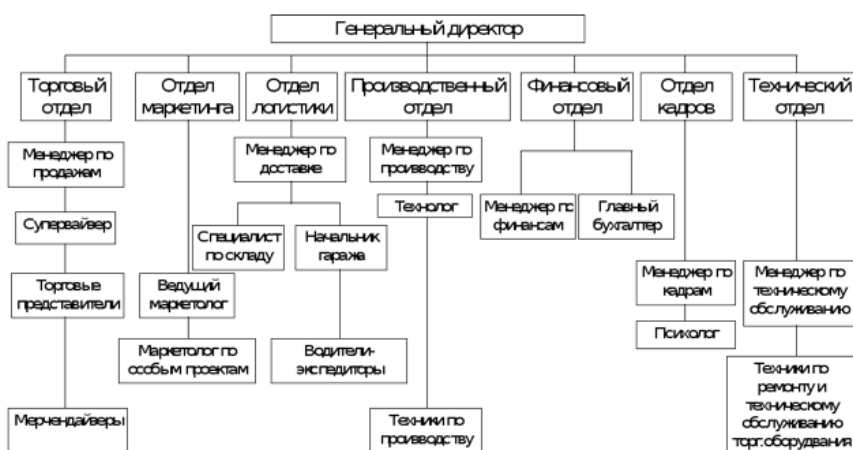 Генеральный директор
Торговый
отдел
Отдел
маркетинга
Отдел
логистики
Производственный
отдел
Финансовый
отдел
Отдел
кадров
Технический
отдел
Менеджер по
продажам
Менеджер по
доставке
Менеджер по
производству
Технолог
Менеджер по
финансам
Главный
бухгалтер
Супервайвер
Специалист
по складу
Начальник
гаража
Торговые
представители
Ведущий
маркетолог
Менеджер по
кадрам
Менеджер по
техническому
обслуживанию
Психолог
Маркетолог по
особым проектам
Водители-
экспедиторы
Мерчендайверы
Техники по
производству
Техники по
ремонту и
техническому
обслуживанию
торг.оборудвания